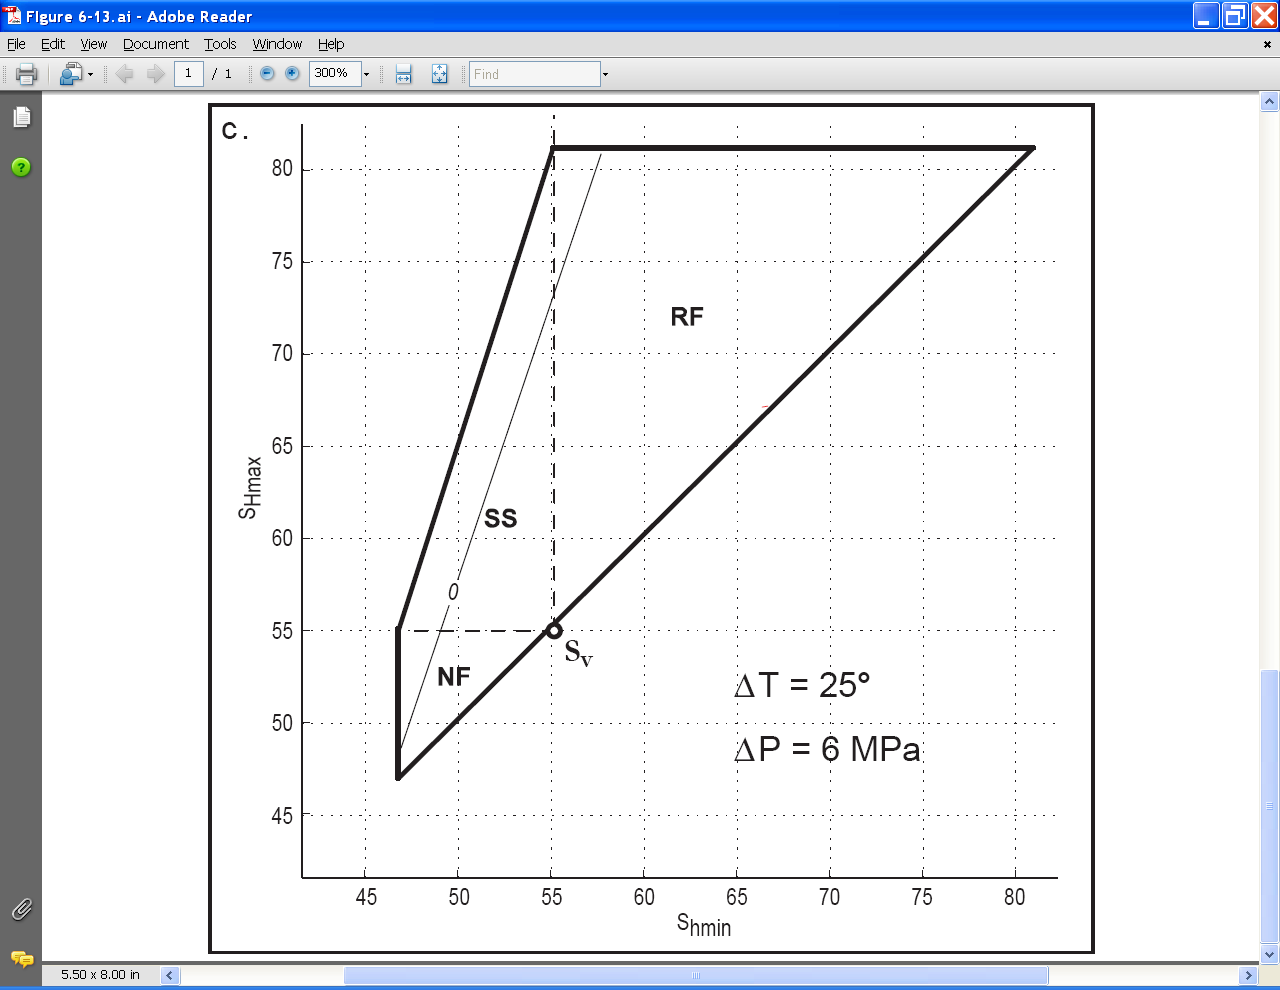 FIgure 6-13.ai - Adobe Reader
File Edit View Document Tools Window Help
1 / 1 300% Find
C.
80
75
70
65
60
55
50
45
SHmax
RF
SS
0
NF
Sv
ΔT = 25°
ΔP = 6 MPa
45 50 55 60 65 70 75 80
Shmin
5.50 x 8.00 in